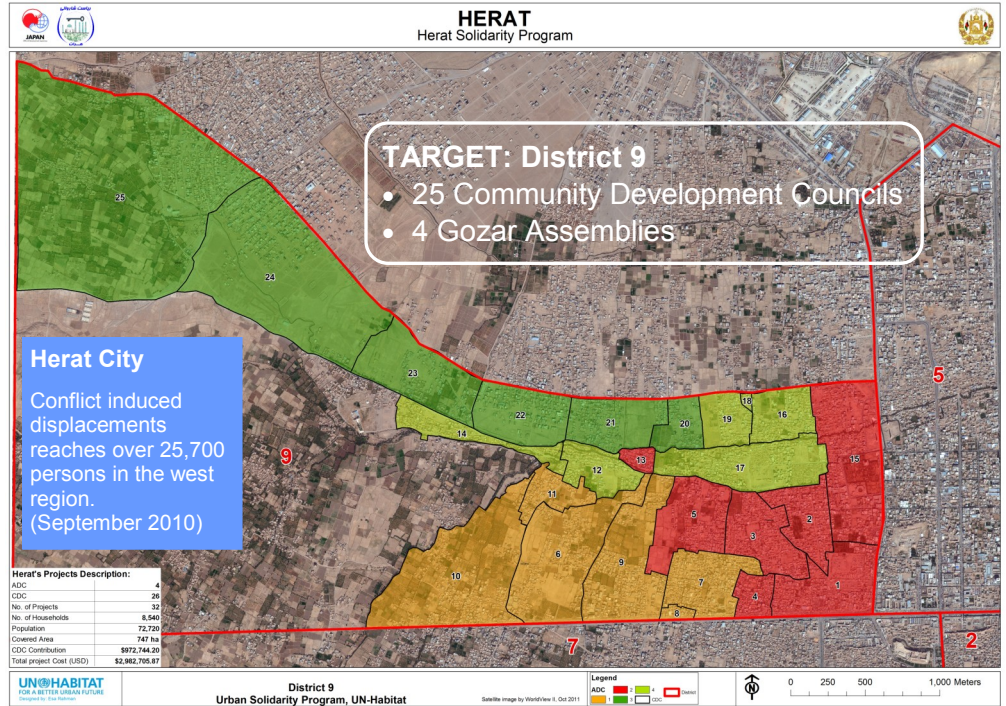 HERAT
Herat Solidarity Program
JAPAN
TARGET: District 9
• 25 Community Development Councils
• 4 Gozar Assemblies
25
24
23
22
21
20
19
18
16
14
13
12
17
15
5
9
11
10
6
9
5
3
2
7
4
1
8
7
2
Herat City
Conflict induced
displacements
reaches over 25,700
persons in the west
region.
(September 2010)
Herat's Projects Description:
ADC 4
CDC 26
No. of Projects 32
No. of Households 8,540
Population 72,720
Covered Area 747 ha
CDC Contribution $972,744.20
Total project Cost (USD) $2,982,705.87
UN HABITAT
FOR A BETTER URBAN FUTURE
District 9
Urban Solidarity Program, UN-Habitat
Satellite image by WorldView II, Oct 2011
Legend
ADC 2 4 District
1 3 CDC
N
0 250 500 1,000 Meters